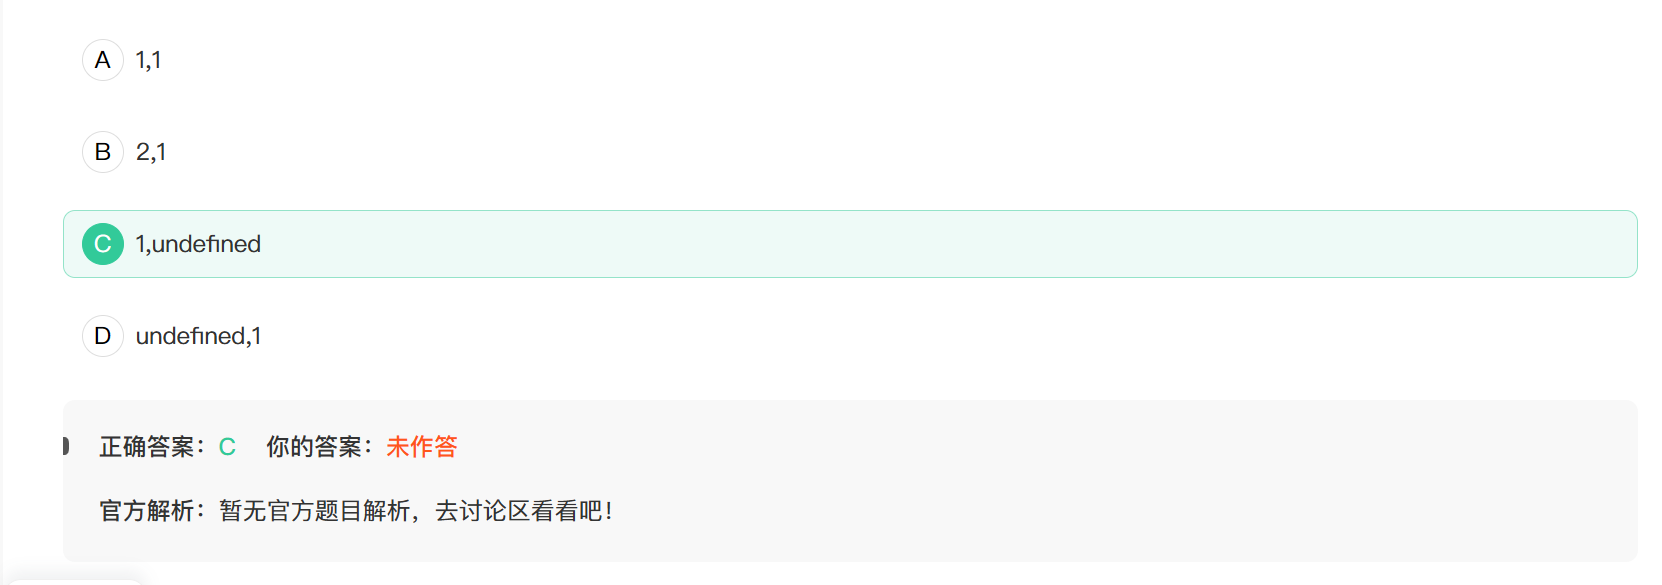 A 1,1
B 2,1
C 1,undefined
D undefined,1
正确答案：C 你的答案：未作答
官方解析：暂无官方题目解析，去讨论区看看吧！